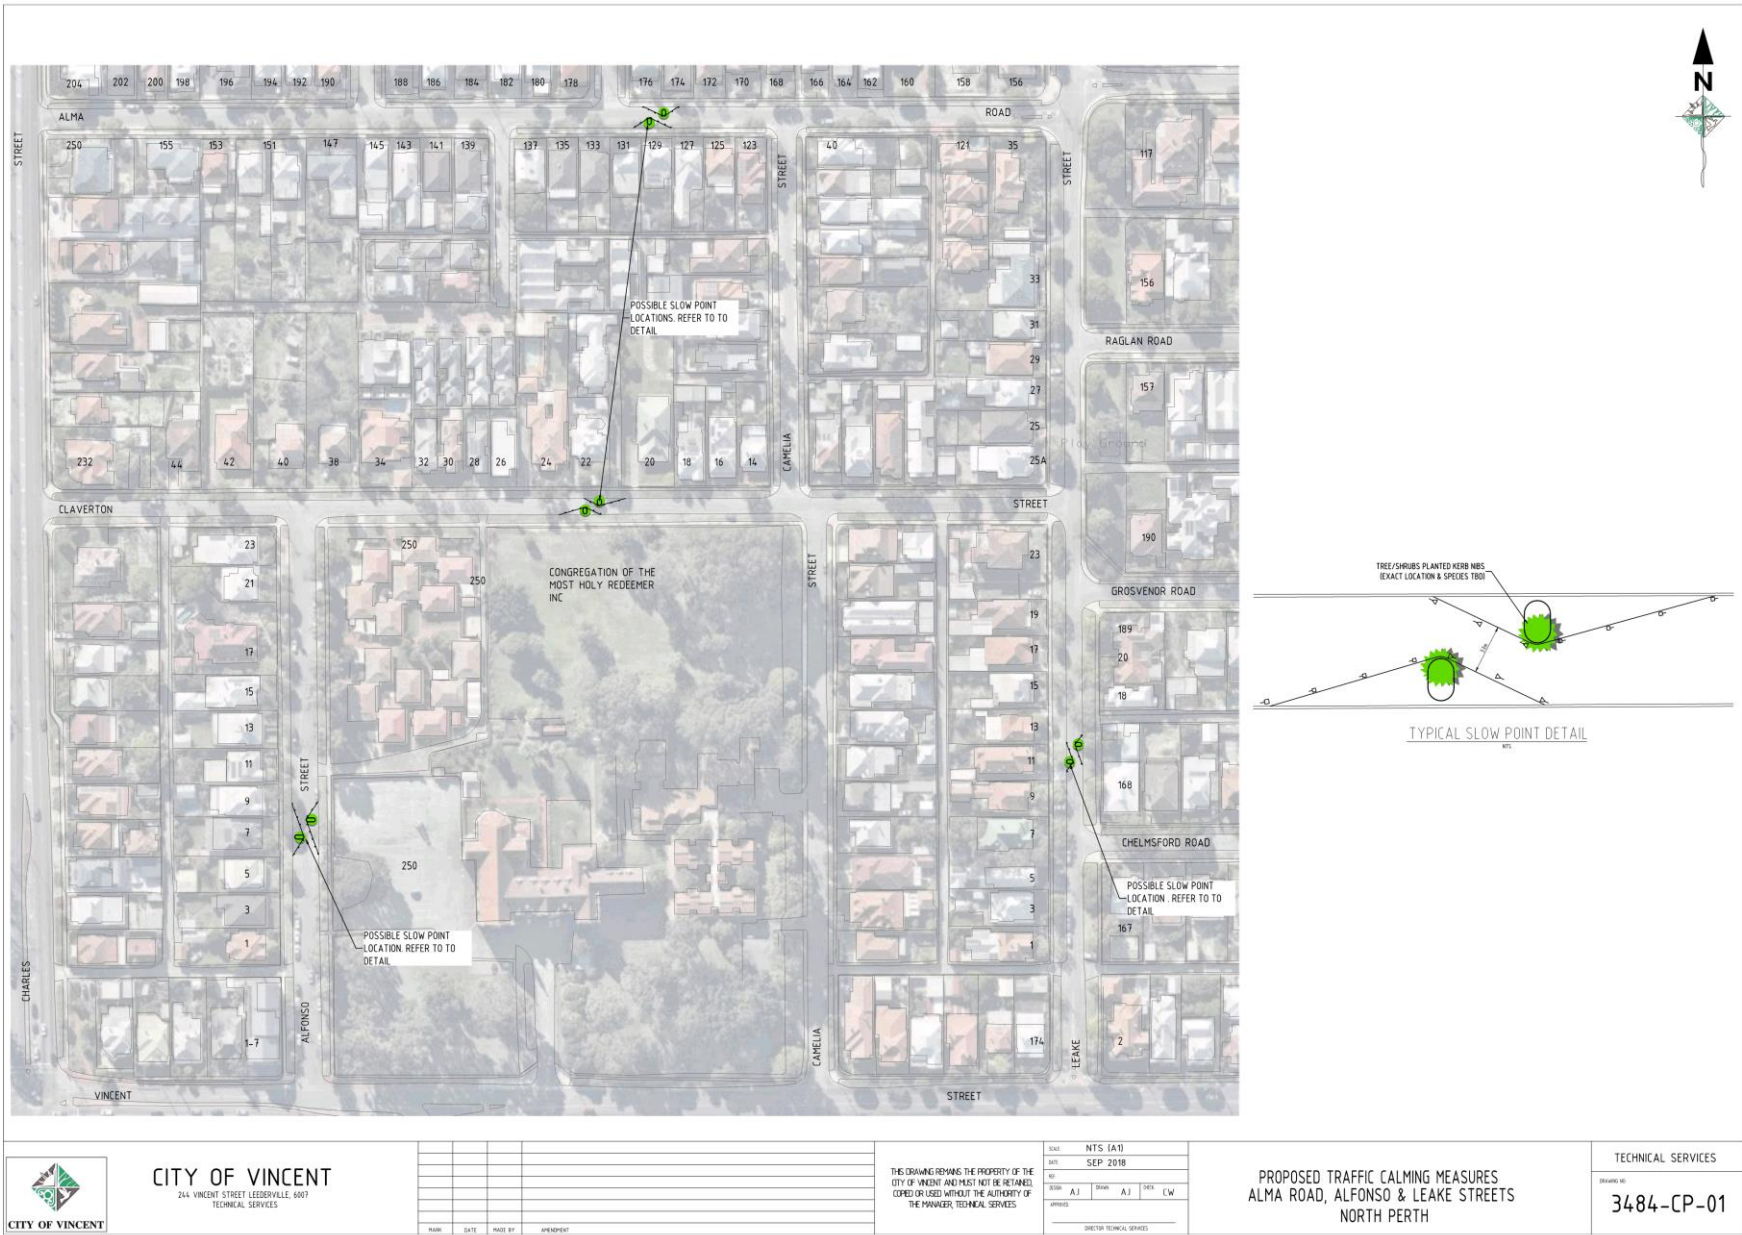 N
204 202 200 198 196 194 192 190 188 186 184 182 180 178 176 174 172 170 168 166 164 162 160 158 156
ALMA
ROAD
STREET
STREET
STREET
250 155 153 151 147 145 143 141 139 137 135 133 131 129 127 125 123 40 121 35
117
33
156
POSSIBLE SLOW POINT
LOCATIONS. REFER TO TO
DETAIL
31
RAGLAN ROAD
29
157
27
25
Play Ground
CAMELIA
25A
232 44 42 40 38 34 32 30 28 26 24 22 20 18 16 14
CLAVERTON
STREET
23
250
250
21
CONGREGATION OF THE
MOST HOLY REDEEMER
INC
STREET
23
190
GROSVENOR ROAD
19
189
17
17
20
15
15
18
13
13
11
11
STREET
9
9
168
7
7
CHELMSFORD ROAD
5
250
5
3
3
1
1
POSSIBLE SLOW POINT
LOCATION. REFER TO TO
DETAIL
POSSIBLE SLOW POINT
LOCATION . REFER TO TO
DETAIL
167
CHARLES
ALFONSO
CAMELIA
LEAKE
1-7
174
2
VINCENT
STREET
TREE/SHRUBS PLANTED KERB NIBS
(EXACT LOCATION & SPECIES TBD)
TYPICAL SLOW POINT DETAIL
NTS
CITY OF VINCENT
CITY OF VINCENT
244 VINCENT STREET LEEDERVILLE, 6007
TECHNICAL SERVICES
MARK DATE MADE BY AMENDMENT
THIS DRAWING REMAINS THE PROPERTY OF THE
CITY OF VINCENT AND MUST NOT BE RETAINED,
COPIED OR USED WITHOUT THE AUTHORITY OF
THE MANAGER, TECHNICAL SERVICES
SCALE NTS (A1)
DATE SEP 2018
REF
DESIGN AJ DRAWN AJ CHECK CW
APPROVED
DIRECTOR TECHNICAL SERVICES
PROPOSED TRAFFIC CALMING MEASURES
ALMA ROAD, ALFONSO & LEAKE STREETS
NORTH PERTH
TECHNICAL SERVICES
DRAWING NO
3484-CP-01